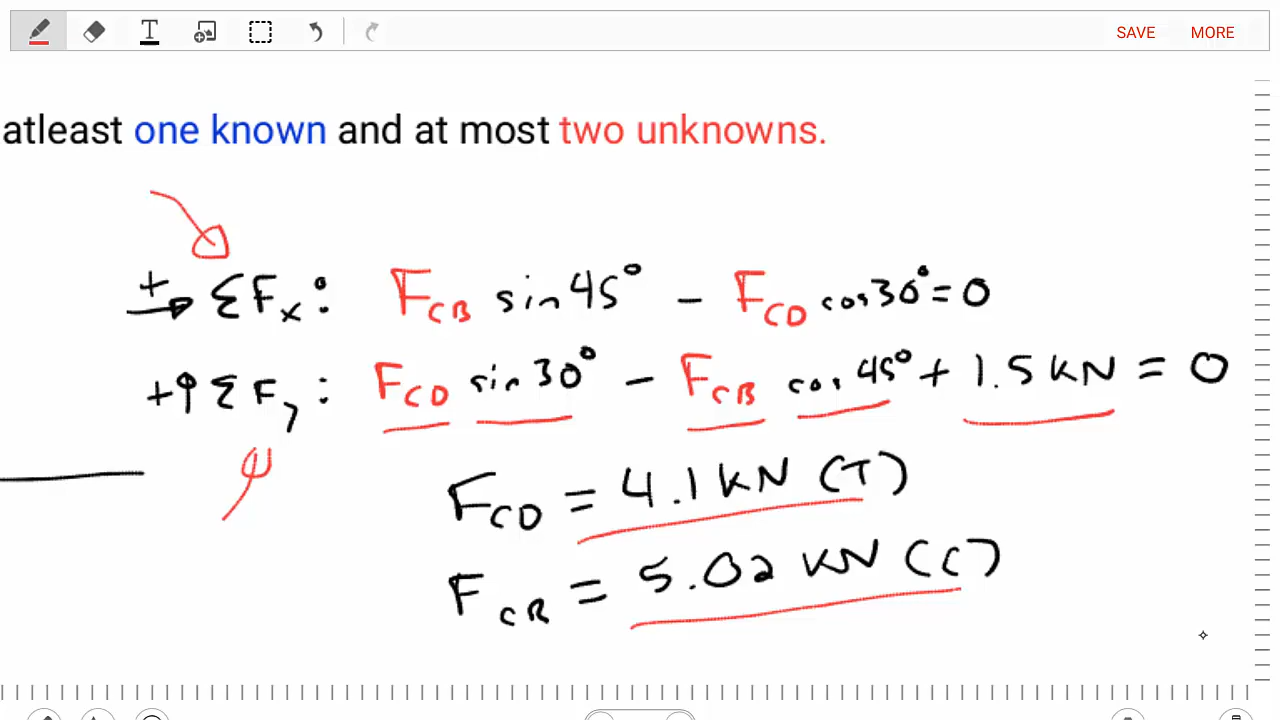 SAVE MORE
atleast one known and at most two unknowns.
+→ ΣFx: FCB sin45° - FCD cos30° = 0
+↑ ΣFy: FCD sin30° - FCB cos45° + 1.5 kN = 0
FCD = 4.1 kN (T)
FCB = 5.02 kN (C)